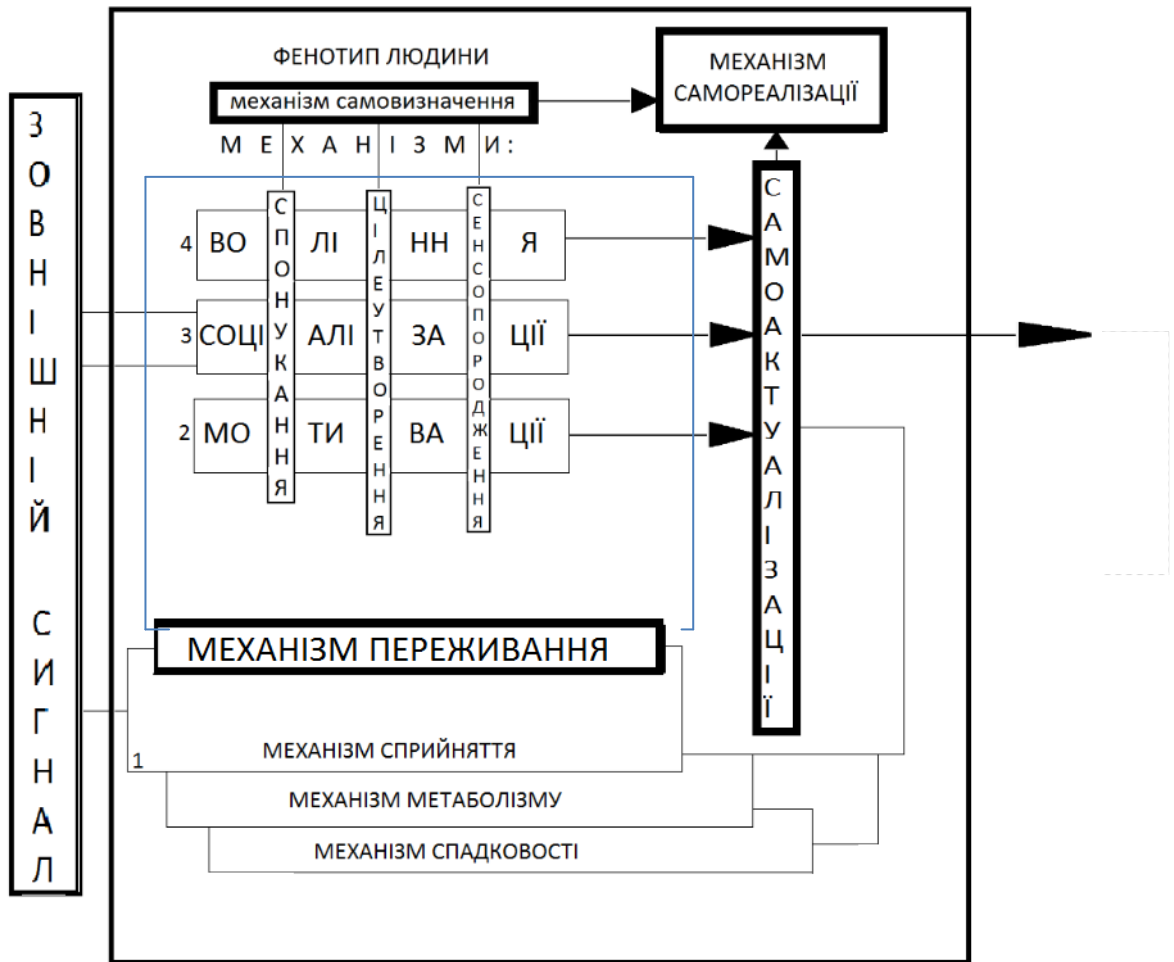 ФЕНОТИП ЛЮДИНИ
механізм самовизначення
МЕХАНІЗМ
САМОРЕАЛІЗАЦІЇ
МЕХАНІЗМИ:
ЗОВНІШНІЙ СИГНАЛ
СПОНУКАННЯ
ЦІЛЕУТВОРЕННЯ
СЕНСОПОРОДЖЕННЯ
САМОАКТУАЛІЗАЦІЇ
4 ВО ЛІ НН Я
3 СОЦІ АЛІ ЗА ЦІЇ
2 МО ТИ ВА ЦІЇ
МЕХАНІЗМ ПЕРЕЖИВАННЯ
1 МЕХАНІЗМ СПРИЙНЯТТЯ
МЕХАНІЗМ МЕТАБОЛІЗМУ
МЕХАНІЗМ СПАДКОВОСТІ